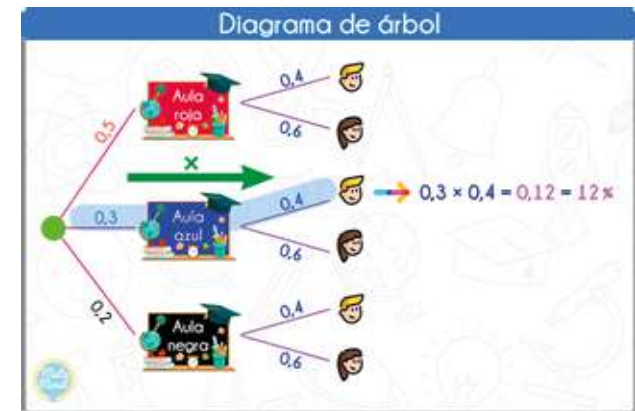 Diagrama de árbol
0,5
Aula
roja
0,4
0,6
×
0,3
Aula
azul
0,4
0,6
0,3 × 0,4 = 0,12 = 12%
0,2
Aula
negra
0,4
0,6